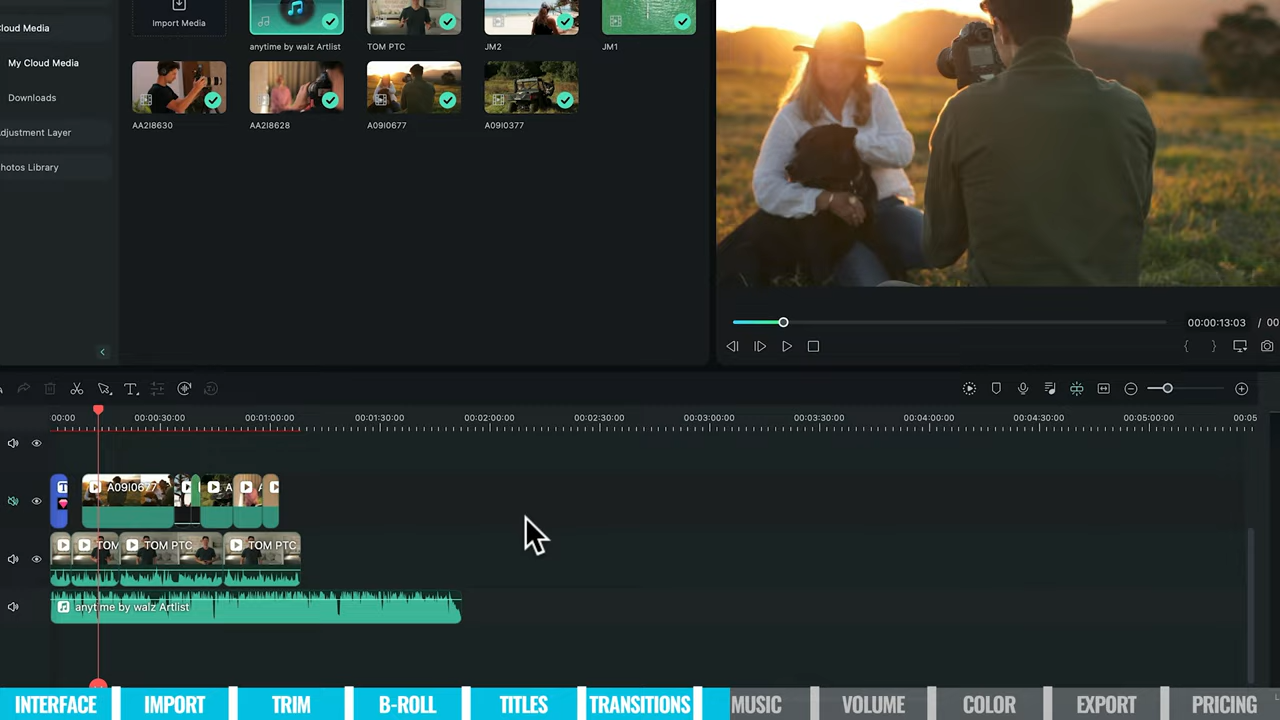 Import Media
anytime by walz Artlist
TOM PTC
JM2
JM1
Cloud Media
My Cloud Media
Downloads
Adjustment Layer
Photos Library
AA2I8630
AA2I8628
A09I0677
A09I0377
00:00:13:03 / 00
:00:00 00:00:30:00 00:01:00:00 00:01:30:00 00:02:00:00 00:02:30:00 00:03:00:00 00:03:30:00 00:04:00:00 00:04:30:00 00:05:00:00 00:05
T A09I0677 A A
TOM TOM PTC TOM PTC
anytime by walz Artlist
INTERFACE IMPORT TRIM B-ROLL TITLES TRANSITIONS MUSIC VOLUME COLOR EXPORT PRICING